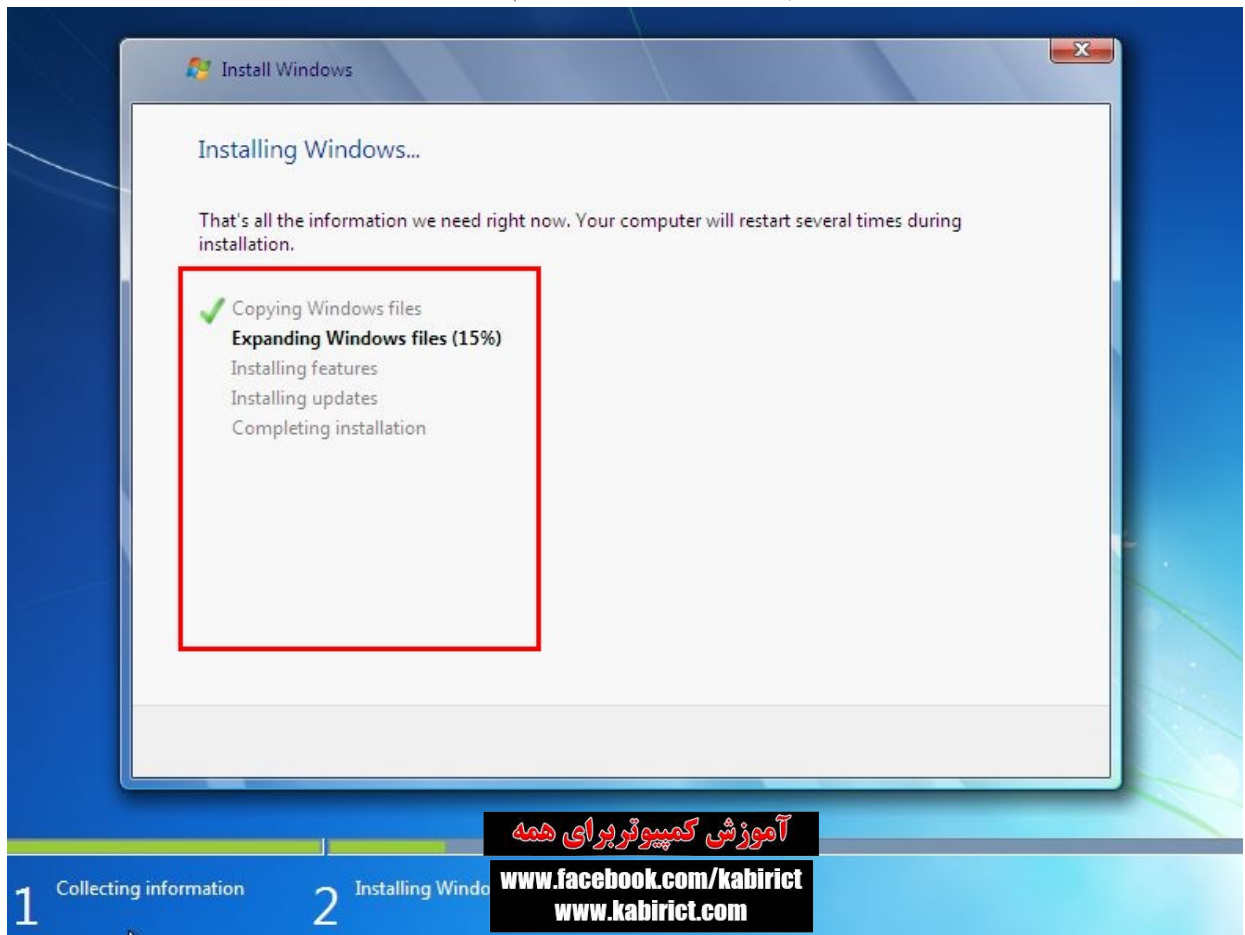 Install Windows
Installing Windows...
That's all the information we need right now. Your computer will restart several times during
installation.
Copying Windows files
Expanding Windows files (15%)
Installing features
Installing updates
Completing installation
آموزش کمپیوتر برای همه
1 Collecting information
2 Installing Windo
www.facebook.com/kabirict
www.kabirict.com